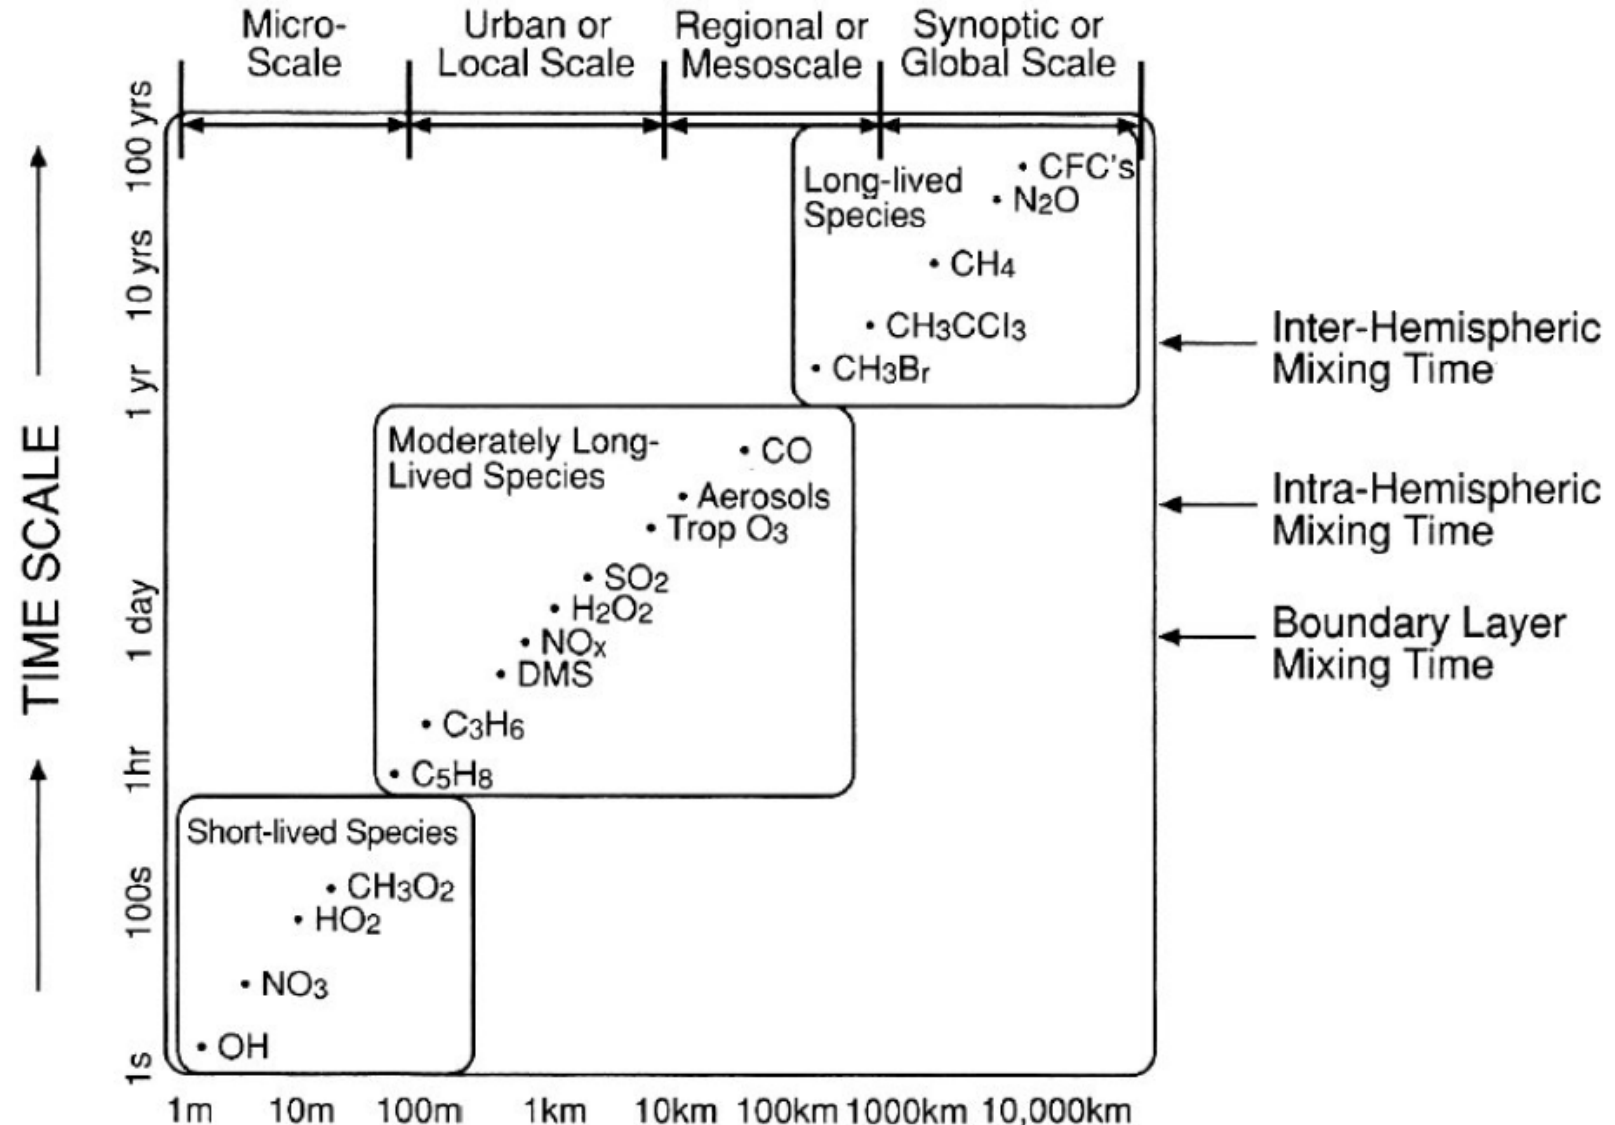 Micro-
Scale
Urban or
Local Scale
Regional or
Mesoscale
Synoptic or
Global Scale
TIME SCALE
100 yrs
10 yrs
1 yr
1 day
1hr
100s
1s
Long-lived
Species
CFC's
N2O
CH4
CH3CCl3
CH3Br
Moderately Long-
Lived Species
CO
Aerosols
Trop O3
SO2
H2O2
NOx
DMS
C3H6
C5H8
Short-lived Species
CH3O2
HO2
NO3
OH
Inter-Hemispheric
Mixing Time
Intra-Hemispheric
Mixing Time
Boundary Layer
Mixing Time
1m 10m 100m 1km 10km 100km 1000km 10,000km